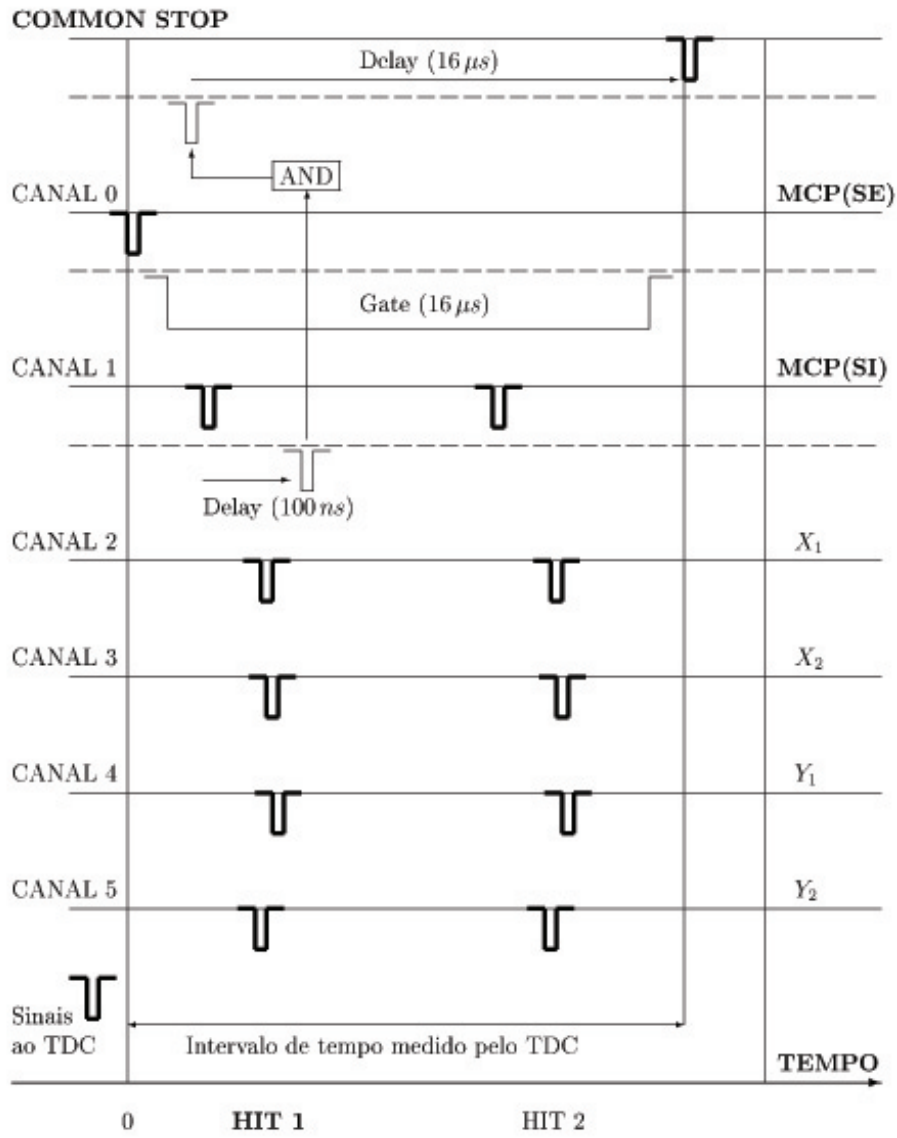 COMMON STOP
Delay (16 μs)
AND
CANAL 0
MCP(SE)
Gate (16 μs)
CANAL 1
MCP(SI)
Delay (100 ns)
CANAL 2
X₁
CANAL 3
X₂
CANAL 4
Y₁
CANAL 5
Y₂
Sinais
ao TDC
Intervalo de tempo medido pelo TDC
TEMPO
0 HIT 1 HIT 2